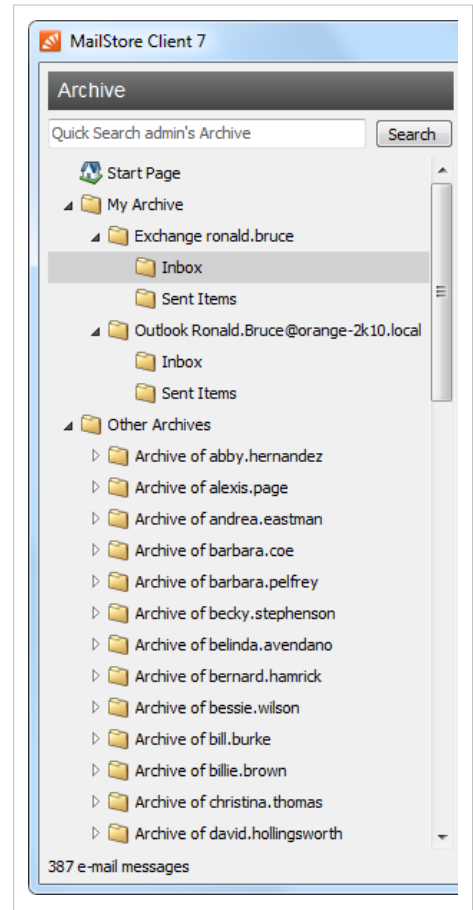 MailStore Client 7
Archive
Quick Search admin's Archive
Search
Start Page
My Archive
Exchange ronald.bruce
Inbox
Sent Items
Outlook Ronald.Bruce@orange-2k10.local
Inbox
Sent Items
Other Archives
Archive of abby.hernandez
Archive of alexis.page
Archive of andrea.eastman
Archive of barbara.coe
Archive of barbara.pelfrey
Archive of becky.stephenson
Archive of belinda.avendano
Archive of bernard.hamrick
Archive of bessie.wilson
Archive of bill.burke
Archive of billie.brown
Archive of christina.thomas
Archive of david.hollingsworth
387 e-mail messages